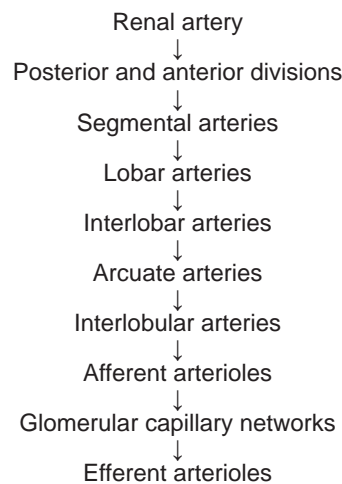 Renal artery
↓
Posterior and anterior divisions
↓
Segmental arteries
↓
Lobar arteries
↓
Interlobar arteries
↓
Arcuate arteries
↓
Interlobular arteries
↓
Afferent arterioles
↓
Glomerular capillary networks
↓
Efferent arterioles